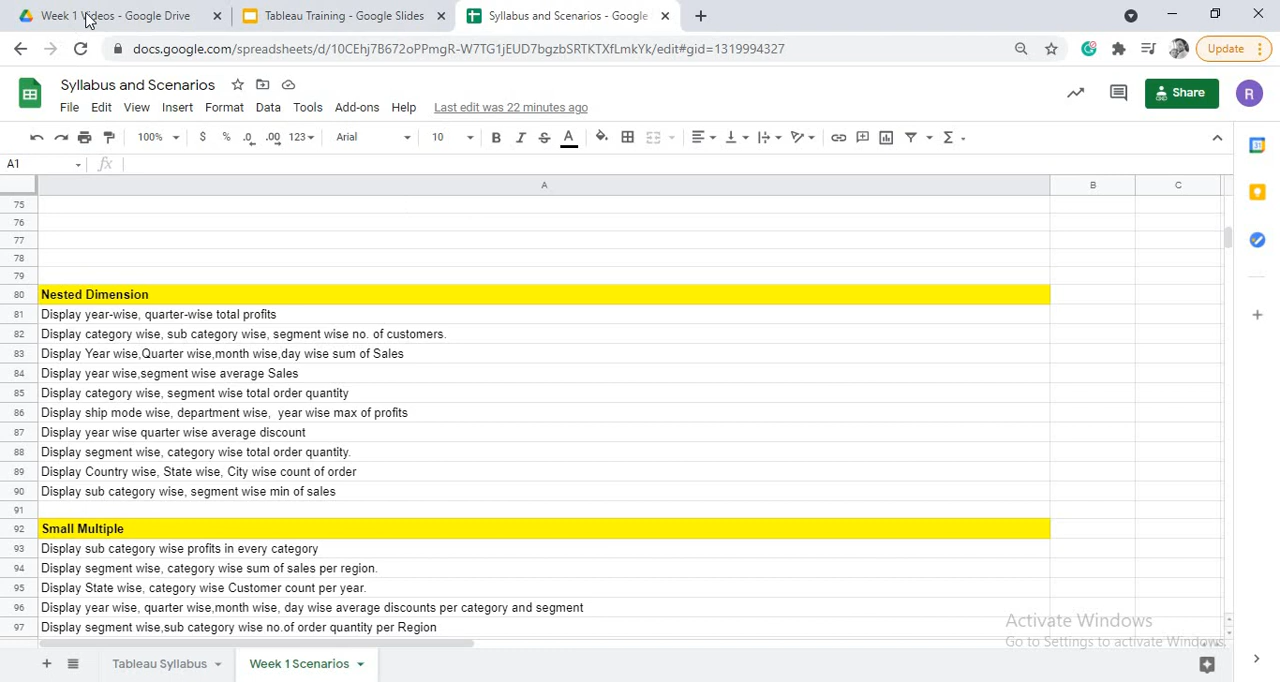 Week 1 Videos - Google Drive
Tableau Training - Google Slides
Syllabus and Scenarios - Google
docs.google.com/spreadsheets/d/10CEhj7B672oPPmgR-W7TG1jEUD7bgzbSRTKTXfLmkYk/edit#gid=1319994327
Update
Syllabus and Scenarios
File Edit View Insert Format Data Tools Add-ons Help Last edit was 22 minutes ago
Share
R
100% $ % .0 .00 123 Arial 10 B I S A
A1 fx
A B C
75
76
77
78
79
80 Nested Dimension
81 Display year-wise, quarter-wise total profits
82 Display category wise, sub category wise, segment wise no. of customers.
83 Display Year wise,Quarter wise,month wise,day wise sum of Sales
84 Display year wise,segment wise average Sales
85 Display category wise, segment wise total order quantity
86 Display ship mode wise, department wise, year wise max of profits
87 Display year wise quarter wise average discount
88 Display segment wise, category wise total order quantity.
89 Display Country wise, State wise, City wise count of order
90 Display sub category wise, segment wise min of sales
91
92 Small Multiple
93 Display sub category wise profits in every category
94 Display segment wise, category wise sum of sales per region.
95 Display State wise, category wise Customer count per year.
96 Display year wise, quarter wise,month wise, day wise average discounts per category and segment
97 Display segment wise,sub category wise no.of order quantity per Region
Activate Windows
Go to Settings to activate Windows.
Tableau Syllabus
Week 1 Scenarios